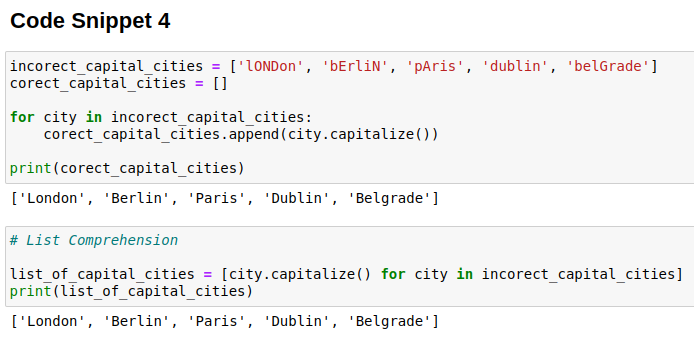 Code Snippet 4
incorect_capital_cities = ['lONDon', 'bErliN', 'pAris', 'dublin', 'belGrade']
corect_capital_cities = []
for city in incorect_capital_cities:
    corect_capital_cities.append(city.capitalize())
print(corect_capital_cities)
['London', 'Berlin', 'Paris', 'Dublin', 'Belgrade']
# List Comprehension
list_of_capital_cities = [city.capitalize() for city in incorect_capital_cities]
print(list_of_capital_cities)
['London', 'Berlin', 'Paris', 'Dublin', 'Belgrade']